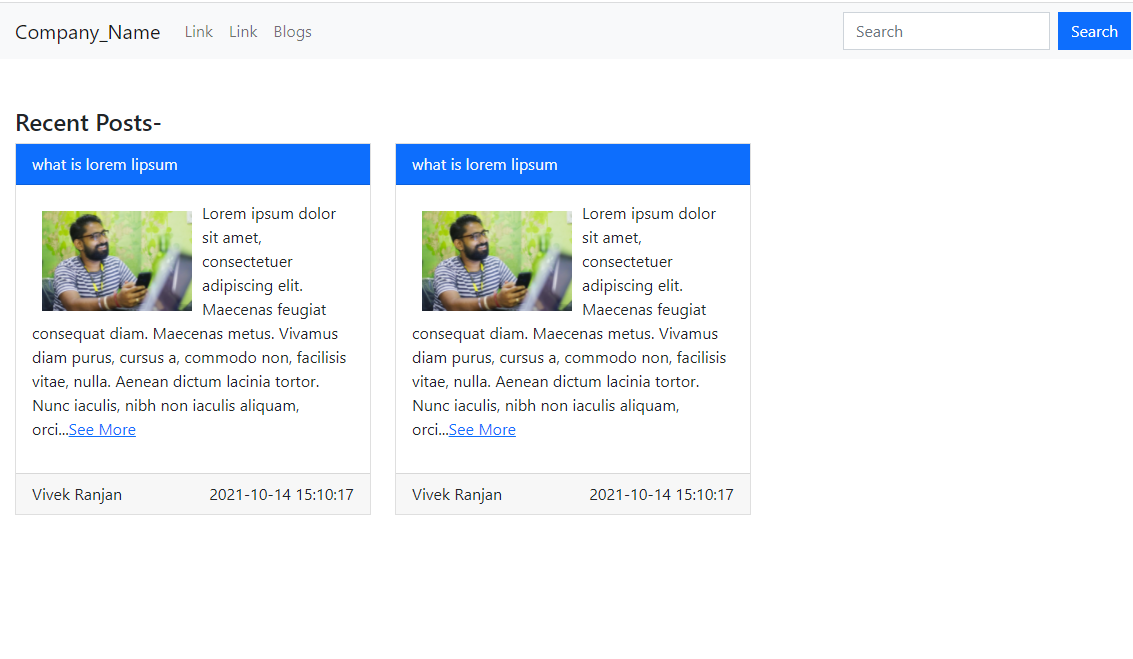 Company_Name Link Link Blogs Search Search
Recent Posts-
what is lorem lipsum
Lorem ipsum dolor
sit amet,
consectetuer
adipiscing elit.
Maecenas feugiat
consequat diam. Maecenas metus. Vivamus
diam purus, cursus a, commodo non, facilisis
vitae, nulla. Aenean dictum lacinia tortor.
Nunc iaculis, nibh non iaculis aliquam,
orci...See More
Vivek Ranjan 2021-10-14 15:10:17
what is lorem lipsum
Lorem ipsum dolor
sit amet,
consectetuer
adipiscing elit.
Maecenas feugiat
consequat diam. Maecenas metus. Vivamus
diam purus, cursus a, commodo non, facilisis
vitae, nulla. Aenean dictum lacinia tortor.
Nunc iaculis, nibh non iaculis aliquam,
orci...See More
Vivek Ranjan 2021-10-14 15:10:17